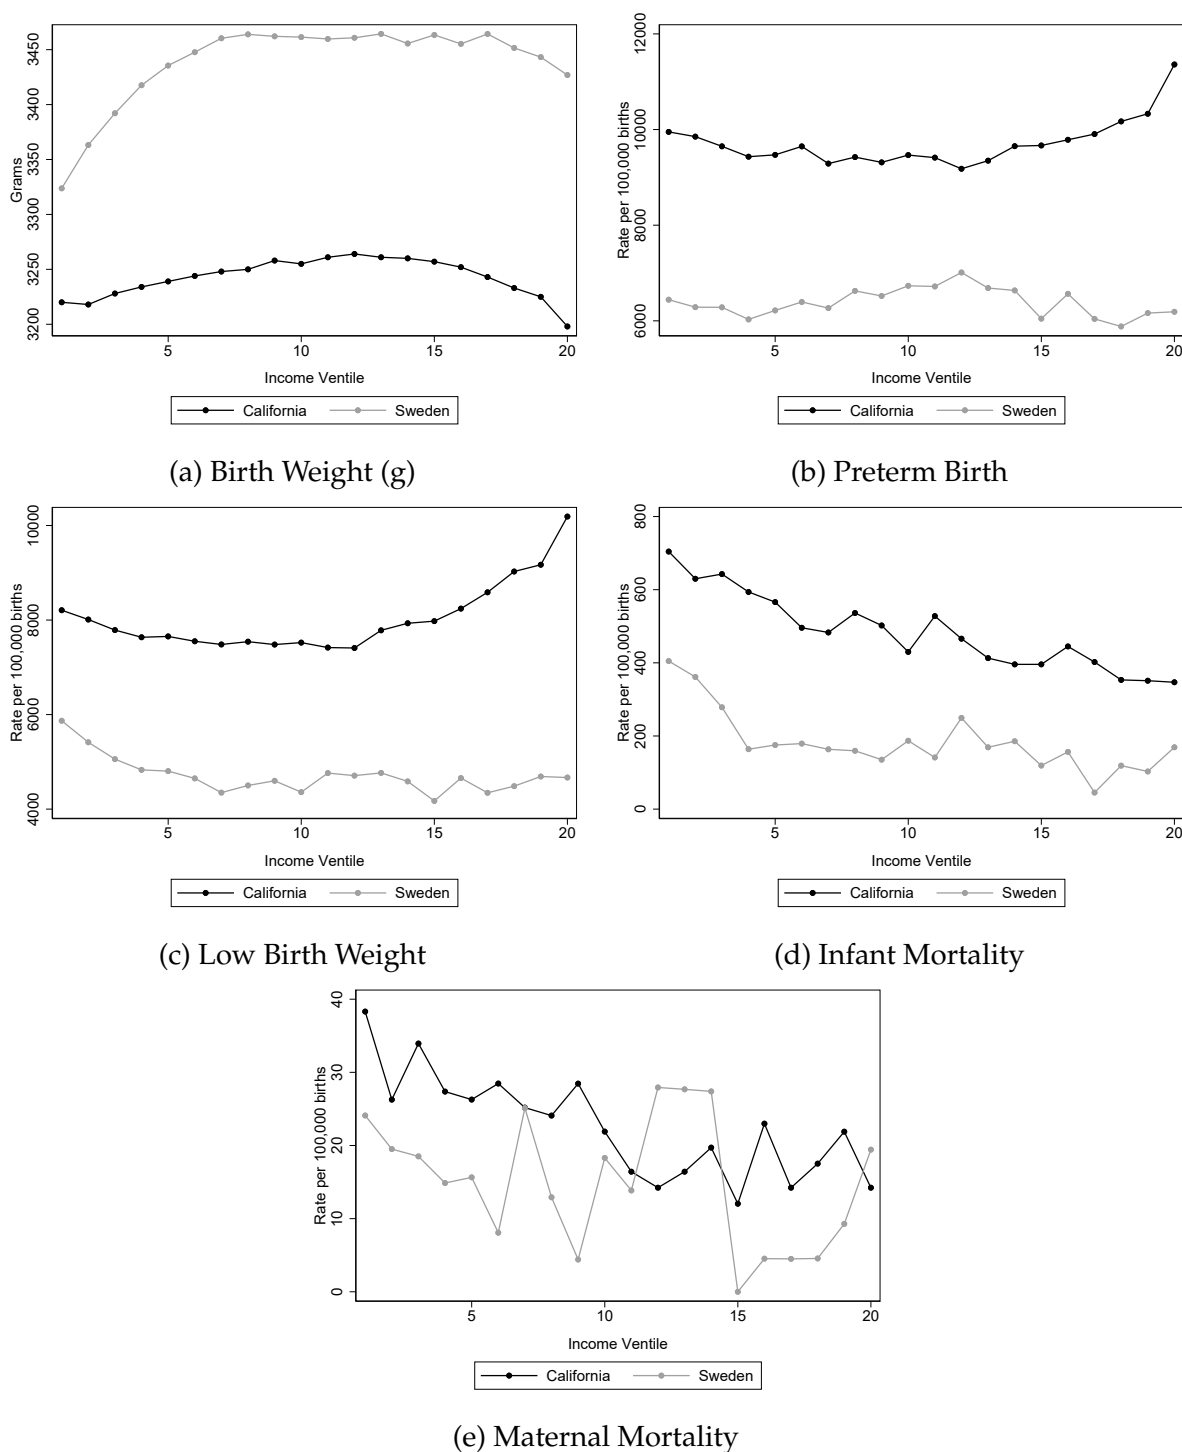 Grams
3200 3250 3300 3350 3400 3450
5 10 15 20
Income Ventile
California Sweden
(a) Birth Weight (g)
Rate per 100,000 births
6000 8000 10000 12000
5 10 15 20
Income Ventile
California Sweden
(b) Preterm Birth
Rate per 100,000 births
4000 6000 8000 10000
5 10 15 20
Income Ventile
California Sweden
(c) Low Birth Weight
Rate per 100,000 births
0 200 400 600 800
5 10 15 20
Income Ventile
California Sweden
(d) Infant Mortality
Rate per 100,000 births
0 10 20 30 40
5 10 15 20
Income Ventile
California Sweden
(e) Maternal Mortality